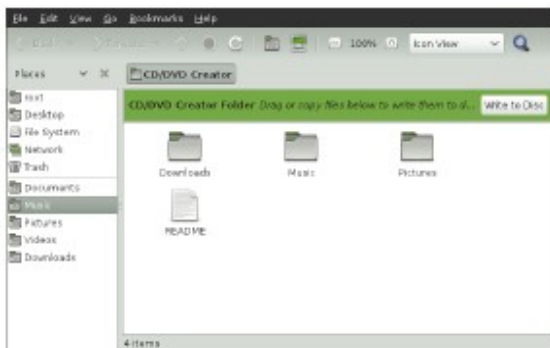 File Edit View Go Bookmarks Help
100% Icon View
Places
CD/DVD Creator
root
Desktop
File System
Network
Trash
Documents
Music
Pictures
Videos
Downloads
CD/DVD Creator Folder Drag or copy files below to write them to d... Write to Disc
Downloads Music Pictures
README
4 items